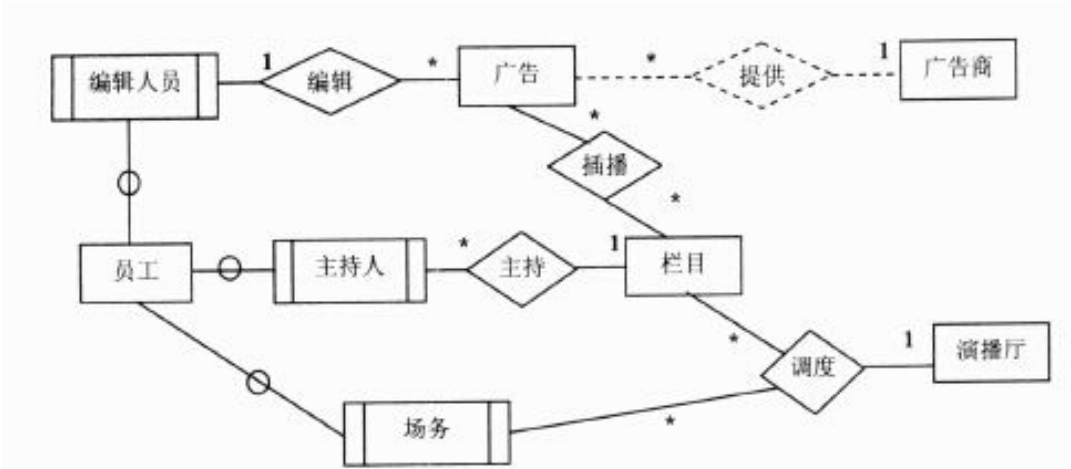 编辑人员 1 编辑 * 广告 * 提供 1 广告商
*
插播
*
员工 主持人 * 主持 1 栏目
* 调度 1 演播厅
场务 *